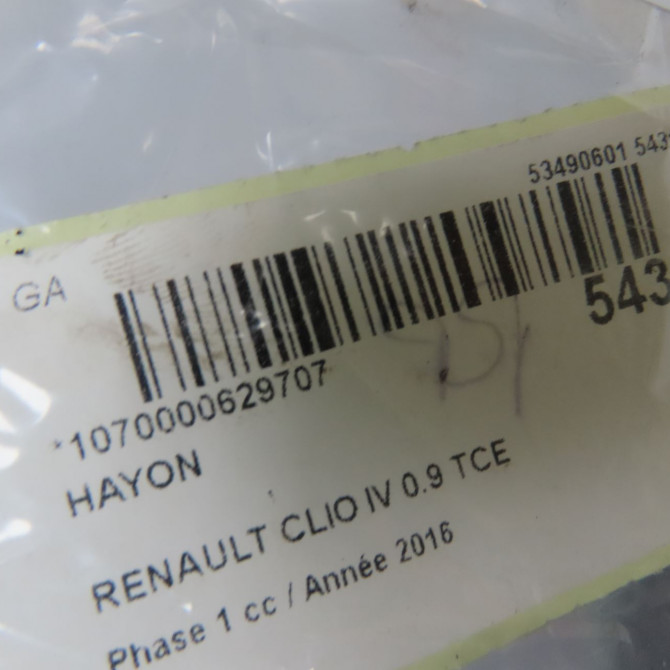 53490601 543
GA
543
*1070000629707
HAYON
RENAULT CLIO IV 0.9 TCE
Phase 1 cc / Année 2016